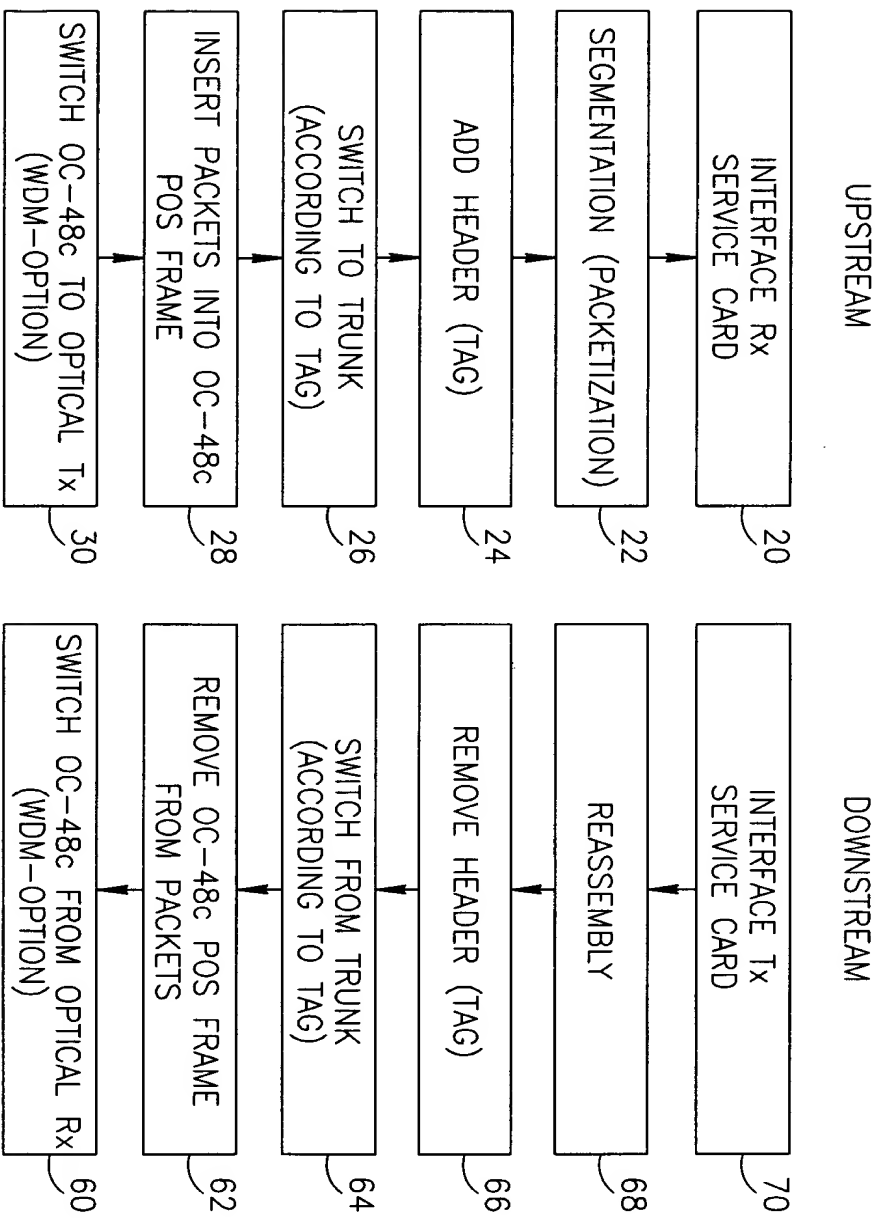 UPSTREAM
INTERFACE Rx
SERVICE CARD
20
SEGMENTATION (PACKETIZATION)
22
ADD HEADER (TAG)
24
SWITCH TO TRUNK
(ACCORDING TO TAG)
26
INSERT PACKETS INTO OC-48c
POS FRAME
28
SWITCH OC-48c TO OPTICAL Tx
(WDM-OPTION)
30
DOWNSTREAM
INTERFACE Tx
SERVICE CARD
70
REASSEMBLY
68
REMOVE HEADER (TAG)
66
SWITCH FROM TRUNK
(ACCORDING TO TAG)
64
REMOVE OC-48c POS FRAME
FROM PACKETS
62
SWITCH OC-48c FROM OPTICAL Rx
(WDM-OPTION)
60